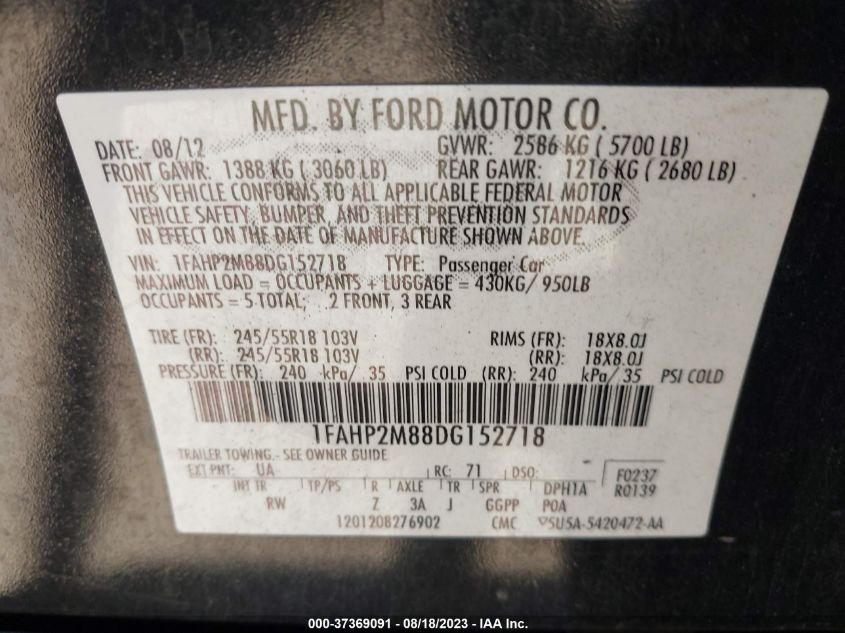 MFD. BY FORD MOTOR CO.
DATE: 08/12 GVWR: 2586 KG ( 5700 LB)
FRONT GAWR: 1388 KG ( 3060 LB) REAR GAWR: 1216 KG ( 2680 LB)
THIS VEHICLE CONFORMS TO ALL APPLICABLE FEDERAL MOTOR
VEHICLE SAFETY, BUMPER, AND THEFT PREVENTION STANDARDS
IN EFFECT ON THE DATE OF MANUFACTURE SHOWN ABOVE.
VIN: 1FAHP2M88DG152718 TYPE: Passenger Car
MAXIMUM LOAD = OCCUPANTS + LUGGAGE = 430KG/ 950LB
OCCUPANTS = 5 TOTAL; 2 FRONT, 3 REAR
TIRE (FR): 245/55R18 103V RIMS (FR): 18X8.0J
(RR): 245/55R18 103V (RR): 18X8.0J
PRESSURE (FR): 240 kPa/ 35 PSI COLD (RR): 240 kPa/ 35 PSI COLD
1FAHP2M88DG152718
TRAILER TOWING - SEE OWNER GUIDE
EXT PNT: UA RC: 71 DSO: F0237
INT TR TP/PS R AXLE TR SPR DPH1A R0139
RW Z 3A J GGPP POA
1201208276902 CMC 5U5A-5420472-AA
000-37369091 - 08/18/2023 - IAA Inc.